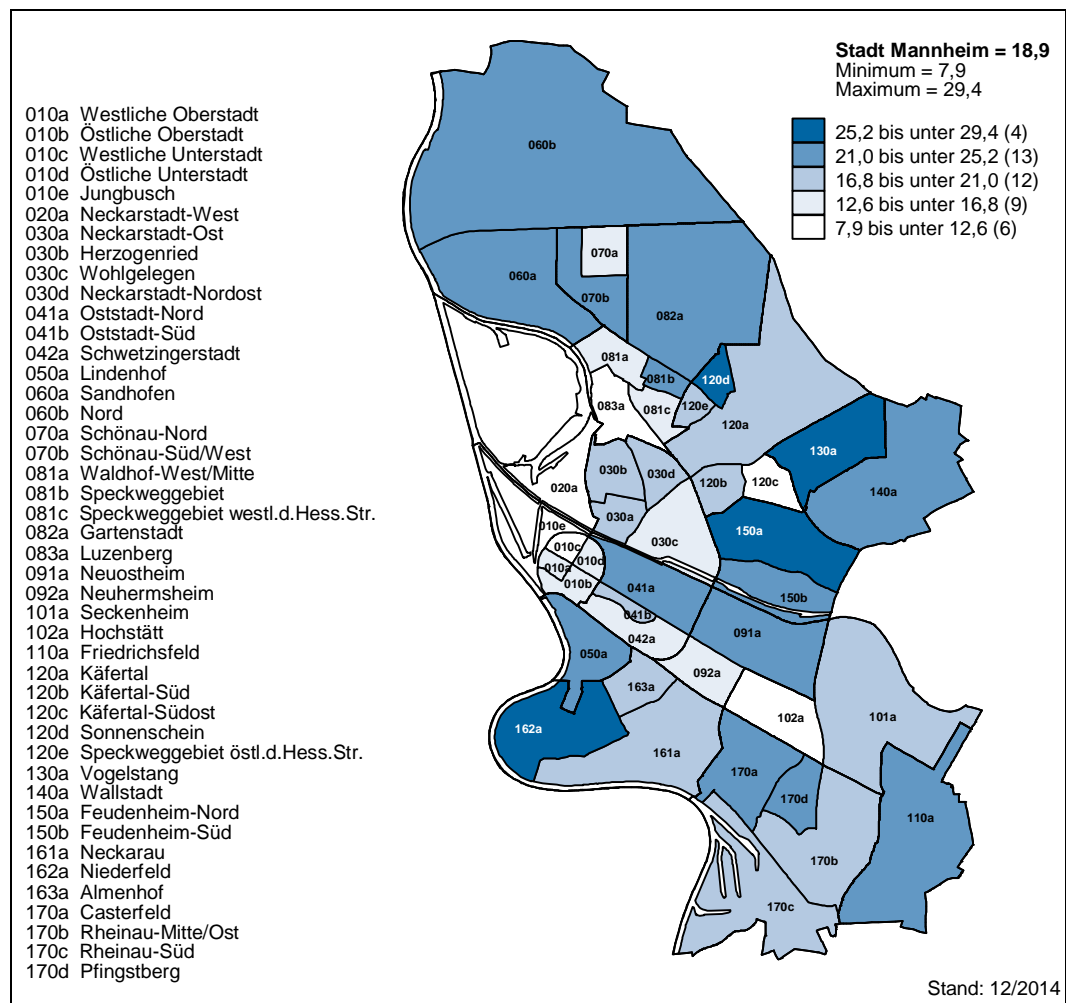 Stadt Mannheim = 18,9
Minimum = 7,9
Maximum = 29,4
25,2 bis unter 29,4 (4)
21,0 bis unter 25,2 (13)
16,8 bis unter 21,0 (12)
12,6 bis unter 16,8 (9)
7,9 bis unter 12,6 (6)
010a Westliche Oberstadt
010b Östliche Oberstadt
010c Westliche Unterstadt
010d Östliche Unterstadt
010e Jungbusch
020a Neckarstadt-West
030a Neckarstadt-Ost
030b Herzogenried
030c Wohlgelegen
030d Neckarstadt-Nordost
041a Oststadt-Nord
041b Oststadt-Süd
042a Schwetzingerstadt
050a Lindenhof
060a Sandhofen
060b Nord
070a Schönau-Nord
070b Schönau-Süd/West
081a Waldhof-West/Mitte
081b Speckweggebiet
081c Speckweggebiet westl.d.Hess.Str.
082a Gartenstadt
083a Luzenberg
091a Neuostheim
092a Neuhermsheim
101a Seckenheim
102a Hochstätt
110a Friedrichsfeld
120a Käfertal
120b Käfertal-Süd
120c Käfertal-Südost
120d Sonnenschein
120e Speckweggebiet östl.d.Hess.Str.
130a Vogelstang
140a Wallstadt
150a Feudenheim-Nord
150b Feudenheim-Süd
161a Neckarau
162a Niederfeld
163a Almenhof
170a Casterfeld
170b Rheinau-Mitte/Ost
170c Rheinau-Süd
170d Pfingstberg
060b
070a
060a
070b
082a
081a
081b
120d
083a
081c
120e
120a
130a
030b
030d
120b
120c
140a
020a
030a
010e
150a
010c
030c
010a
010d
010b
041a
150b
041b
042a
091a
050a
092a
163a
102a
101a
162a
161a
170a
170d
110a
170b
170c
Stand: 12/2014